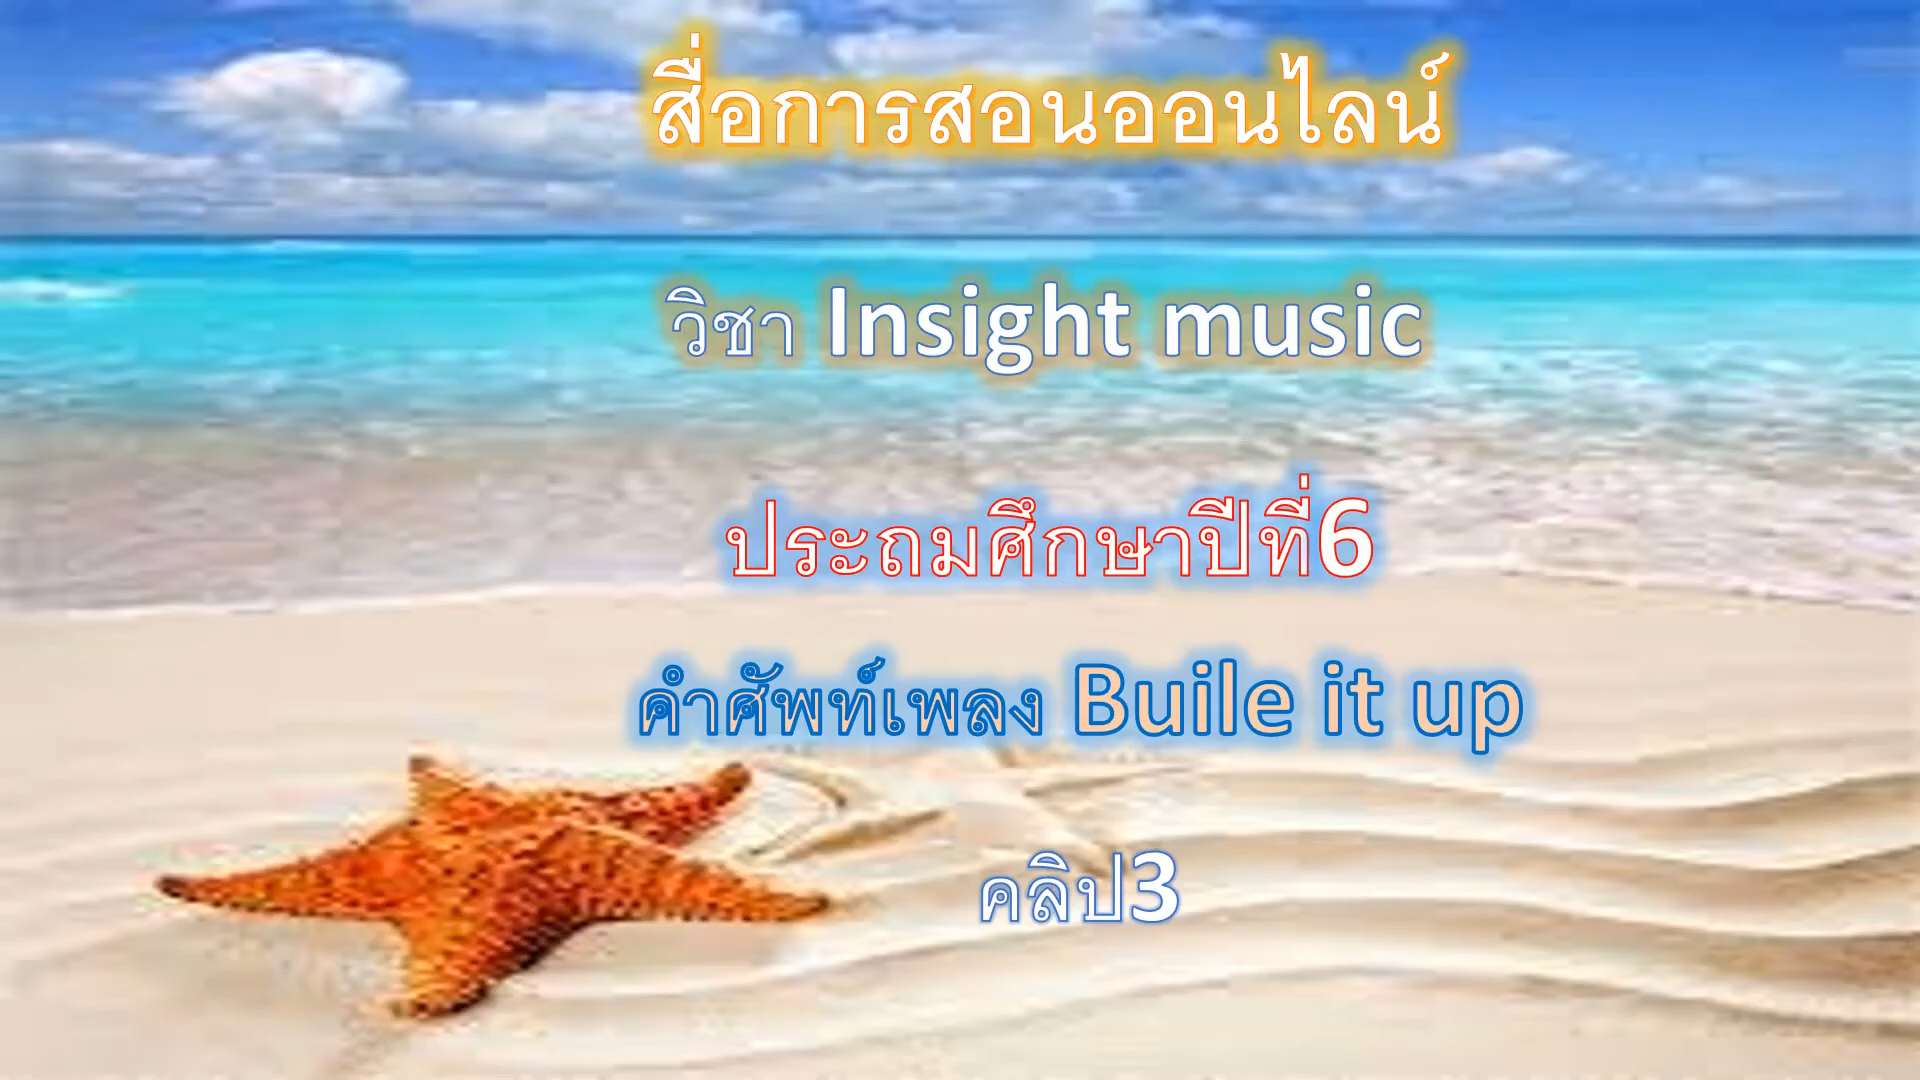 สื่อการสอนออนไลน์
วิชา Insight music
ประถมศึกษาปีที่6
คำศัพท์เพลง Buile it up
คลิป3